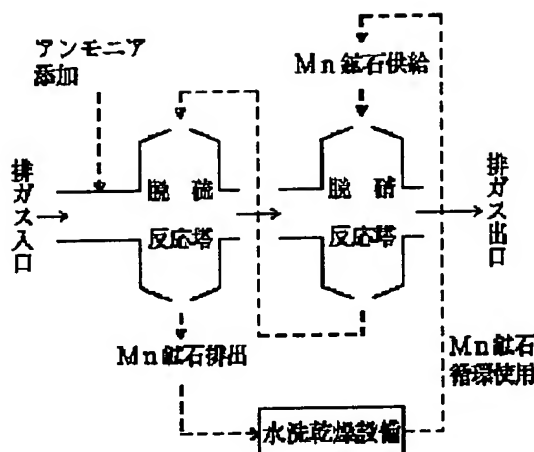 アンモニア
添加
Mn鉱石供給
排ガス入口
脱 硫
反応塔
脱 硝
反応塔
排ガス出口
Mn鉱石排出
Mn鉱石
循環使用
水洗乾燥設備